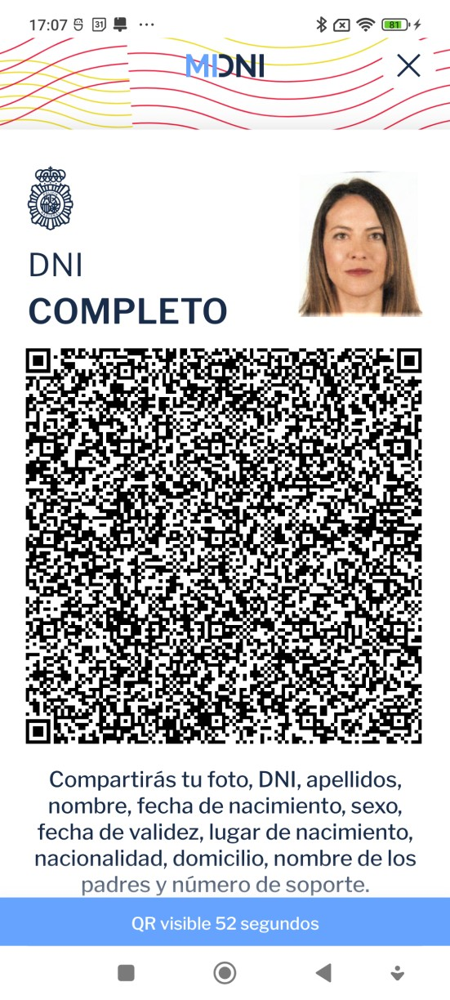 17:07
31
81
MIDNI
DNI
COMPLETO
Compartirás tu foto, DNI, apellidos,
nombre, fecha de nacimiento, sexo,
fecha de validez, lugar de nacimiento,
nacionalidad, domicilio, nombre de los
padres y número de soporte.
QR visible 52 segundos